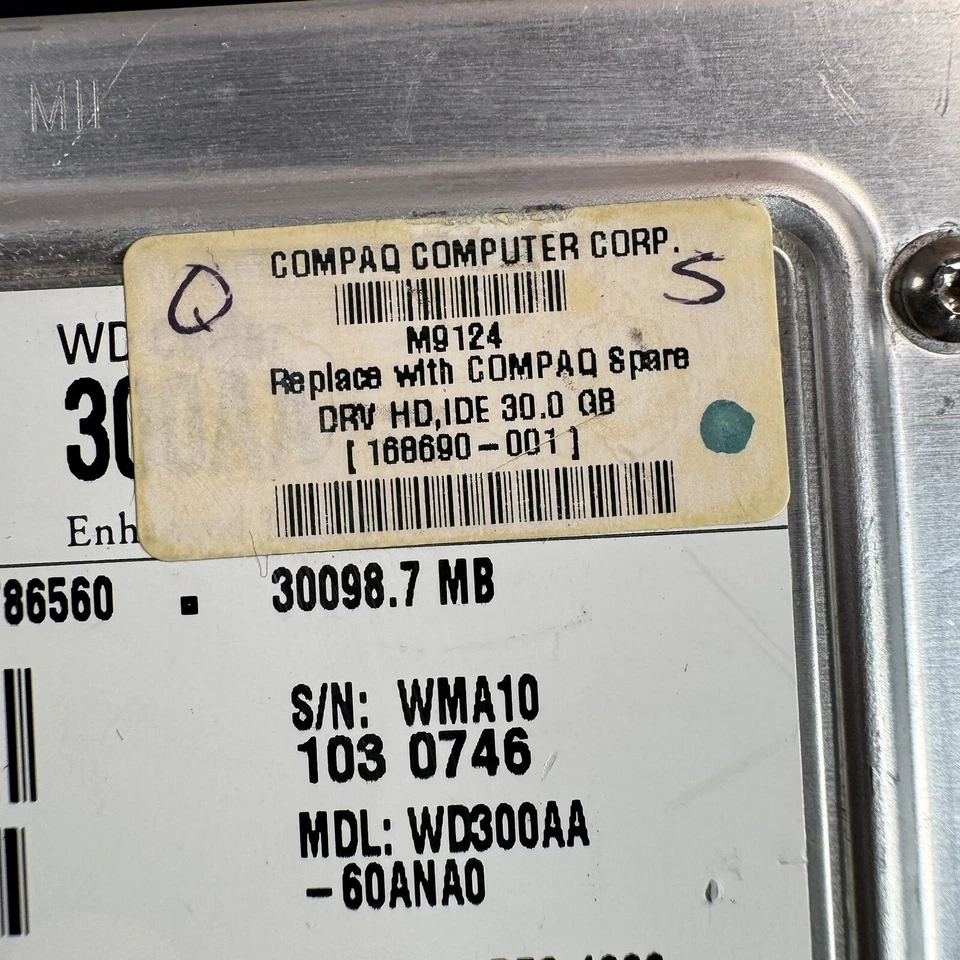 MII
COMPAQ COMPUTER CORP.
Q
S
M9124
Replace with COMPAQ Spare
DRV HD,IDE 30.0 GB
[ 168690-001 ]
WD
30
Enh
86560 ▪ 30098.7 MB
S/N: WMA10
103 0746
MDL: WD300AA
-60ANA0